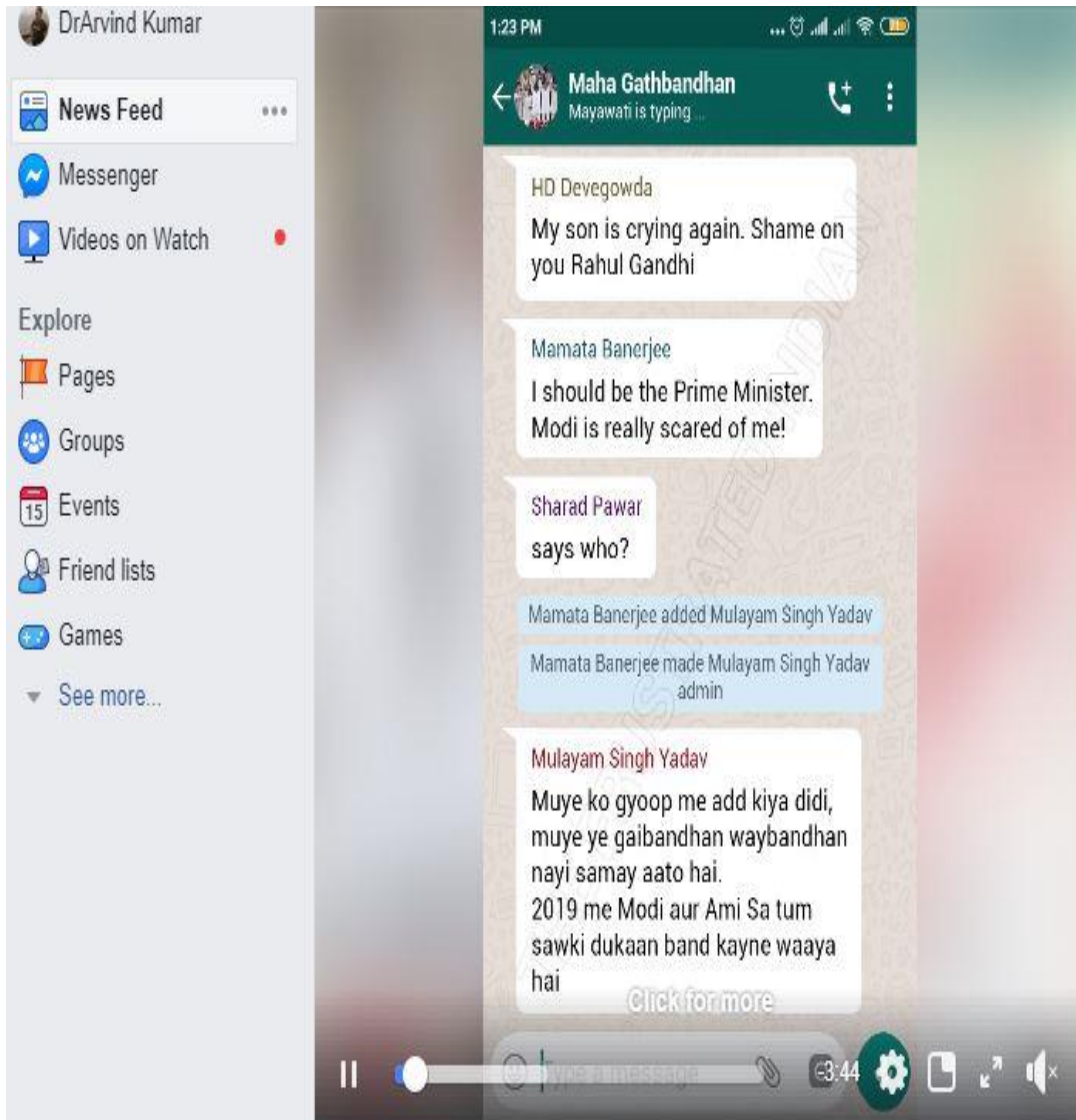 DrArvind Kumar
News Feed
Messenger
Videos on Watch
Explore
Pages
Groups
15 Events
Friend lists
Games
See more...
1:23 PM
Maha Gathbandhan
Mayawati is typing ...
HD Devegowda
My son is crying again. Shame on
you Rahul Gandhi
Mamata Banerjee
I should be the Prime Minister.
Modi is really scared of me!
Sharad Pawar
says who?
Mamata Banerjee added Mulayam Singh Yadav
Mamata Banerjee made Mulayam Singh Yadav
admin
Mulayam Singh Yadav
Muye ko gyoop me add kiya didi,
muye ye gaibandhan waybandhan
nayi samay aato hai.
2019 me Modi aur Ami Sa tum
sawki dukaan band kayne waaya
hai
Click for more
Type a message
-3:44